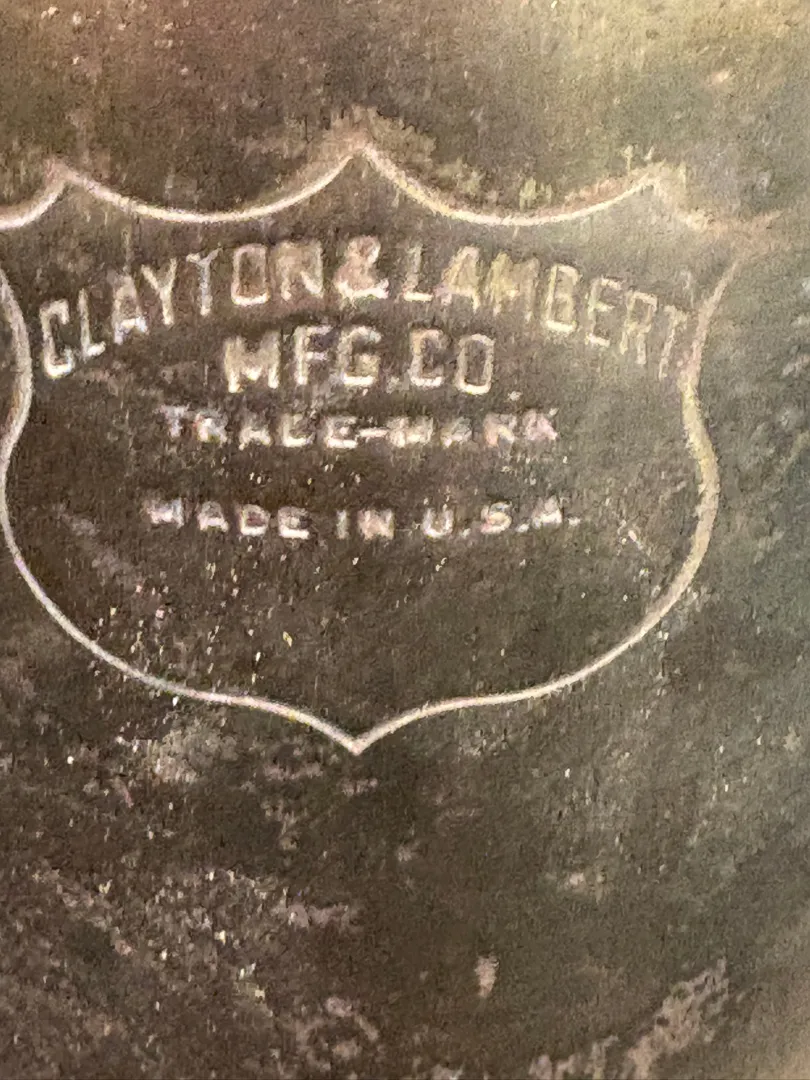 CLAYTON & LAMBERT
MFG. CO.
TRADE-MARK
MADE IN U.S.A.